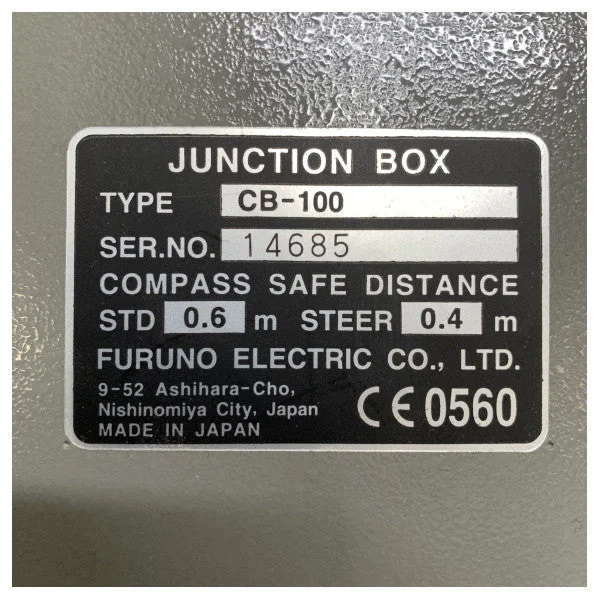 JUNCTION BOX
TYPE CB-100
SER.NO. 14685
COMPASS SAFE DISTANCE
STD 0.6 m STEER 0.4 m
FURUNO ELECTRIC CO., LTD.
9-52 Ashihara-Cho,
Nishinomiya City, Japan
MADE IN JAPAN
CE 0560